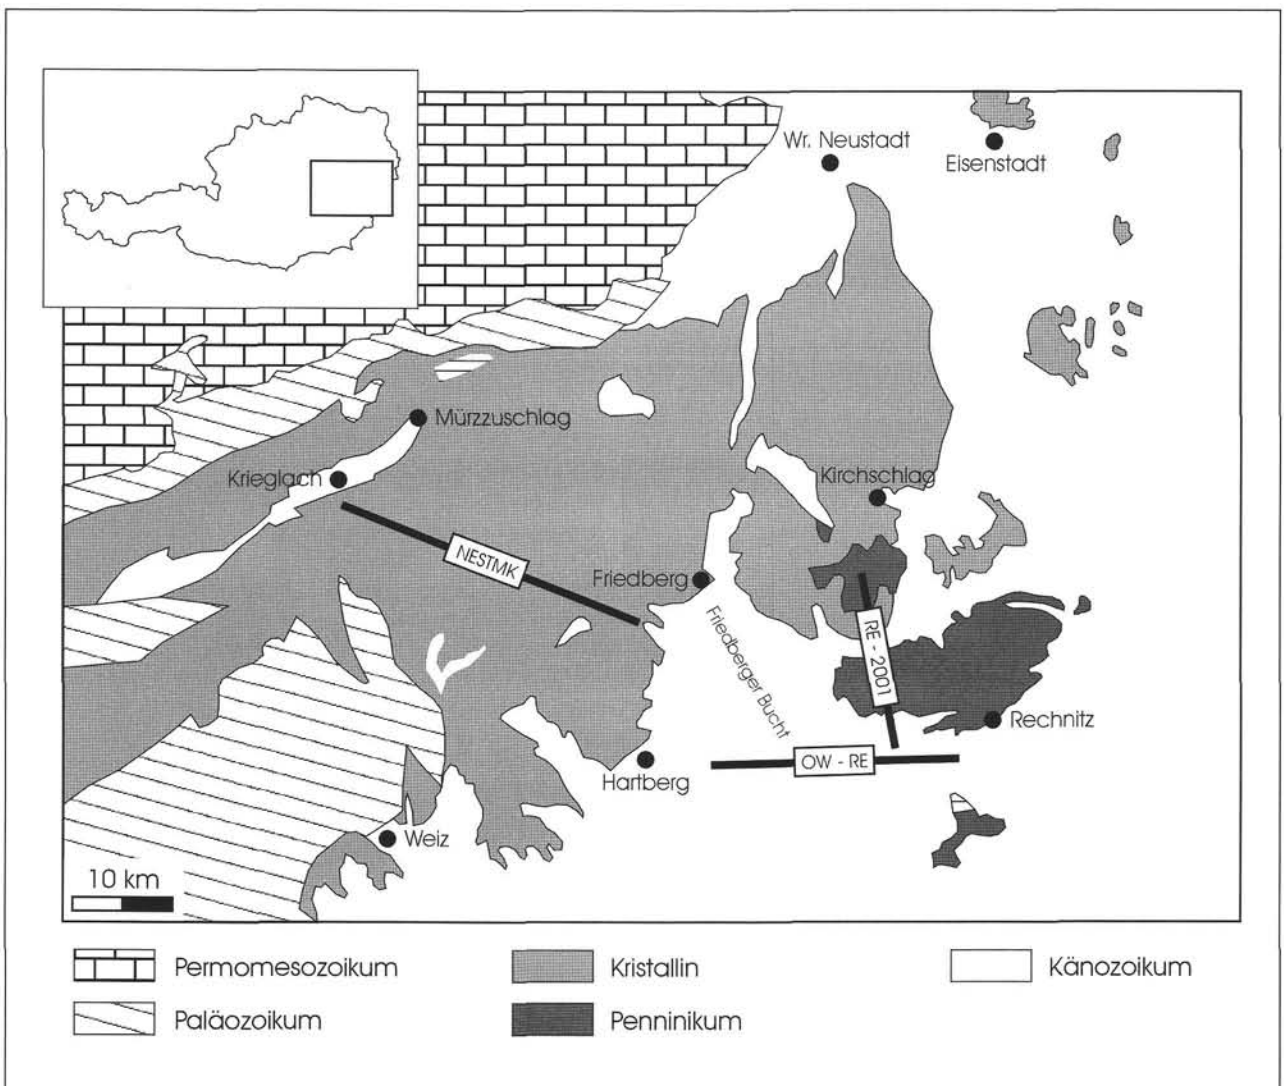 Wr. Neustadt
Eisenstadt
Mürzzuschlag
Krieglach
Kirchschlag
NESTMK
Friedberg
Friedberger Bucht
RE - 2001
Rechnitz
OW - RE
Hartberg
Weiz
10 km
Permomesozoikum
Kristallin
Känozoikum
Paläozoikum
Penninikum